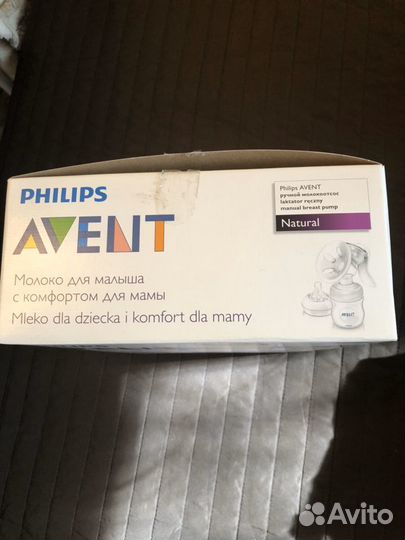 PHILIPS
AVENT
Молоко для малыша
с комфортом для мамы
Mleko dla dziecka i komfort dla mamy
Philips AVENT
ручной молокоотсос
laktator ręczny
manual breast pump
Natural
AVENT
Avito